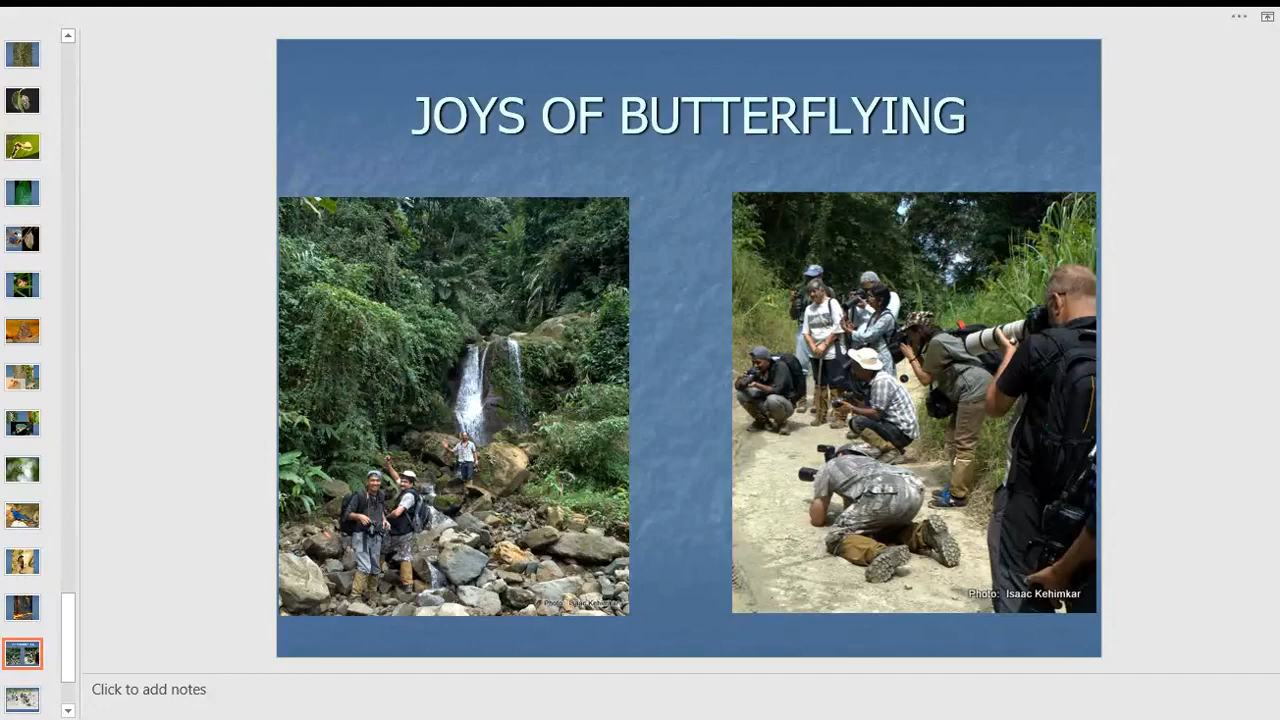 JOYS OF BUTTERFLYING
Photo: Isaac Kehimkar
Photo: Isaac Kehimkar
Click to add notes